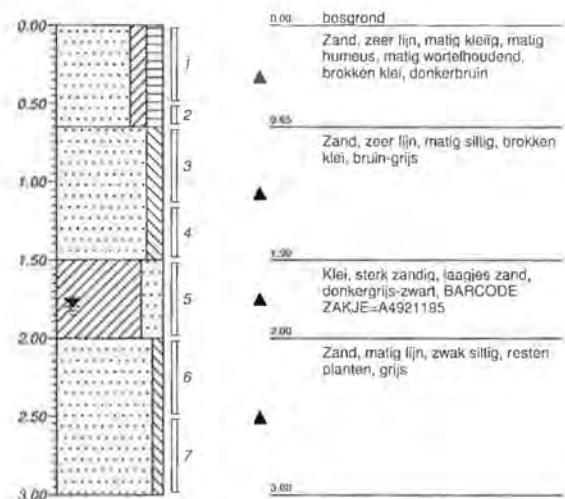 0.00
0.50
1.00
1.50
2.00
2.50
3.00
1
2
3
4
5
6
7
0.00 bosgrond
Zand, zeer fijn, matig kleiïg, matig
humeus, matig wortelhoudend,
brokken klei, donkerbruin
0.65
Zand, zeer fijn, matig siltig, brokken
klei, bruin-grijs
1.50
Klei, sterk zandig, laagjes zand,
donkergrijs-zwart, BARCODE
ZAKJE=A4921195
2.00
Zand, matig fijn, zwak siltig, resten
planten, grijs
3.00